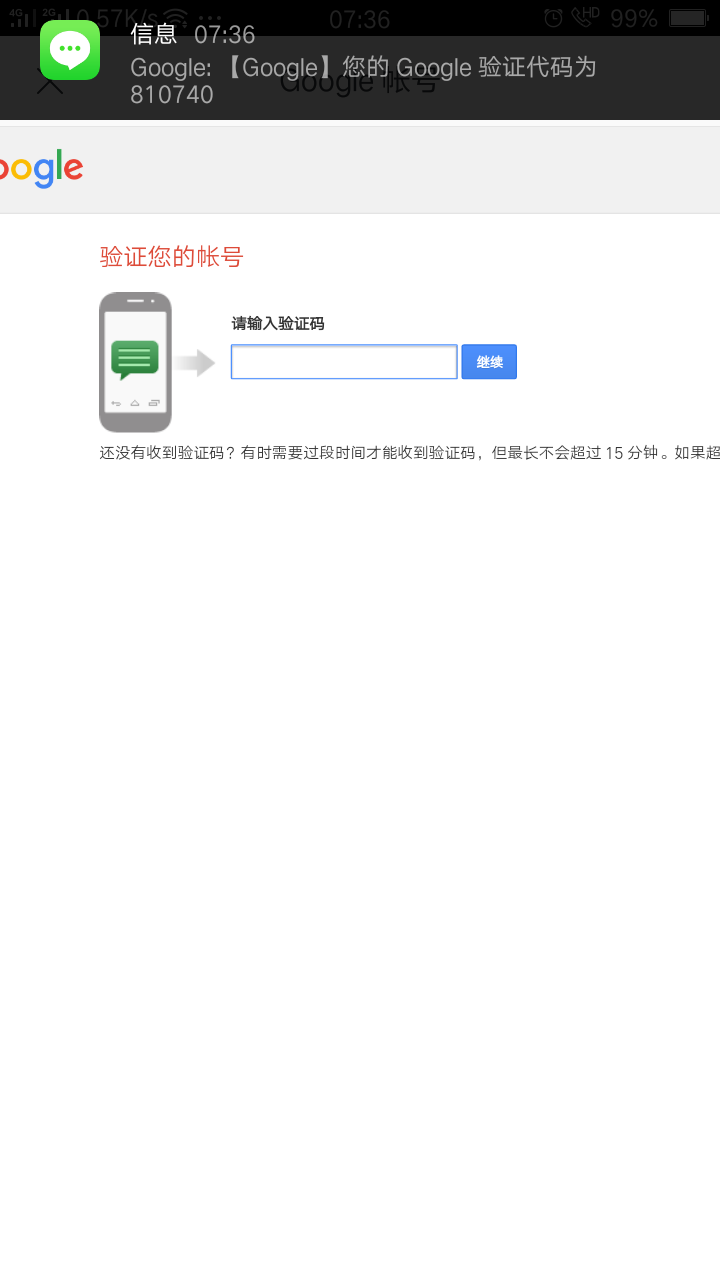 4G 2G 0.57K/s ... 07:36 HD 99%
信息 07:36
Google: 【Google】您的 Google 验证代码为
810740
Google 帐号
oogle
验证您的帐号
请输入验证码
继续
还没有收到验证码？有时需要过段时间才能收到验证码，但最长不会超过 15 分钟。如果超